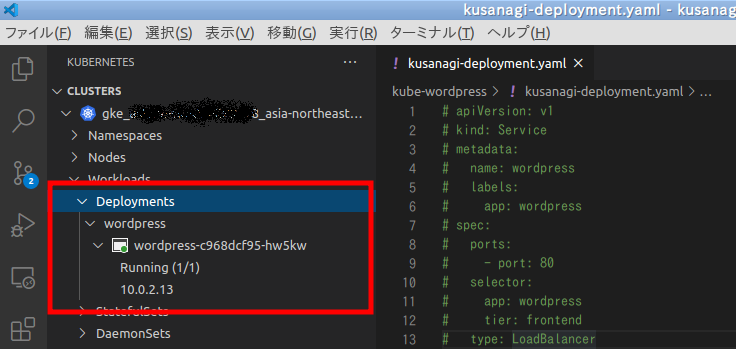 kusanagi-deployment.yaml - kusanag
ファイル(F) 編集(E) 選択(S) 表示(V) 移動(G) 実行(R) ターミナル(T) ヘルプ(H)
KUBERNETES
CLUSTERS
gke_ _asia-northeast...
Namespaces
Nodes
Workloads
Deployments
wordpress
wordpress-c968dcf95-hw5kw
Running (1/1)
10.0.2.13
StatefulSets
DaemonSets
2
! kusanagi-deployment.yaml ×
kube-wordpress > ! kusanagi-deployment.yaml > ...
1 # apiVersion: v1
2 # kind: Service
3 # metadata:
4 #   name: wordpress
5 #   labels:
6 #     app: wordpress
7 # spec:
8 #   ports:
9 #     - port: 80
10 #   selector:
11 #     app: wordpress
12 #     tier: frontend
13 #   type: LoadBalancer